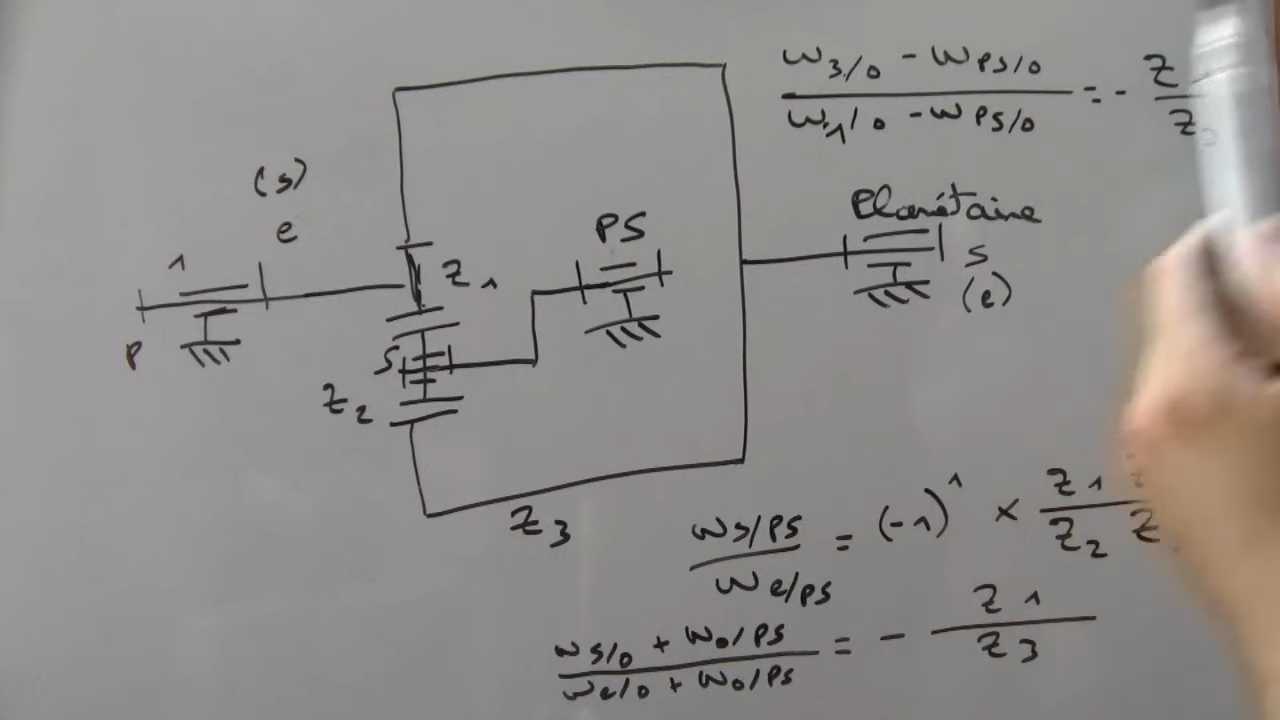 ω3/0 - ωPS/0 = - Z
ω1/0 - ωPS/0 Z
(s)
e
1
P
Z1
PS
Planétaire
s
(e)
S
Z2
Z3
ωs/PS = (-1)^1 × Z1
ωe/PS Z2 Z
ωs/0 + ω0/PS = - Z1
ωe/0 + ω0/PS Z3